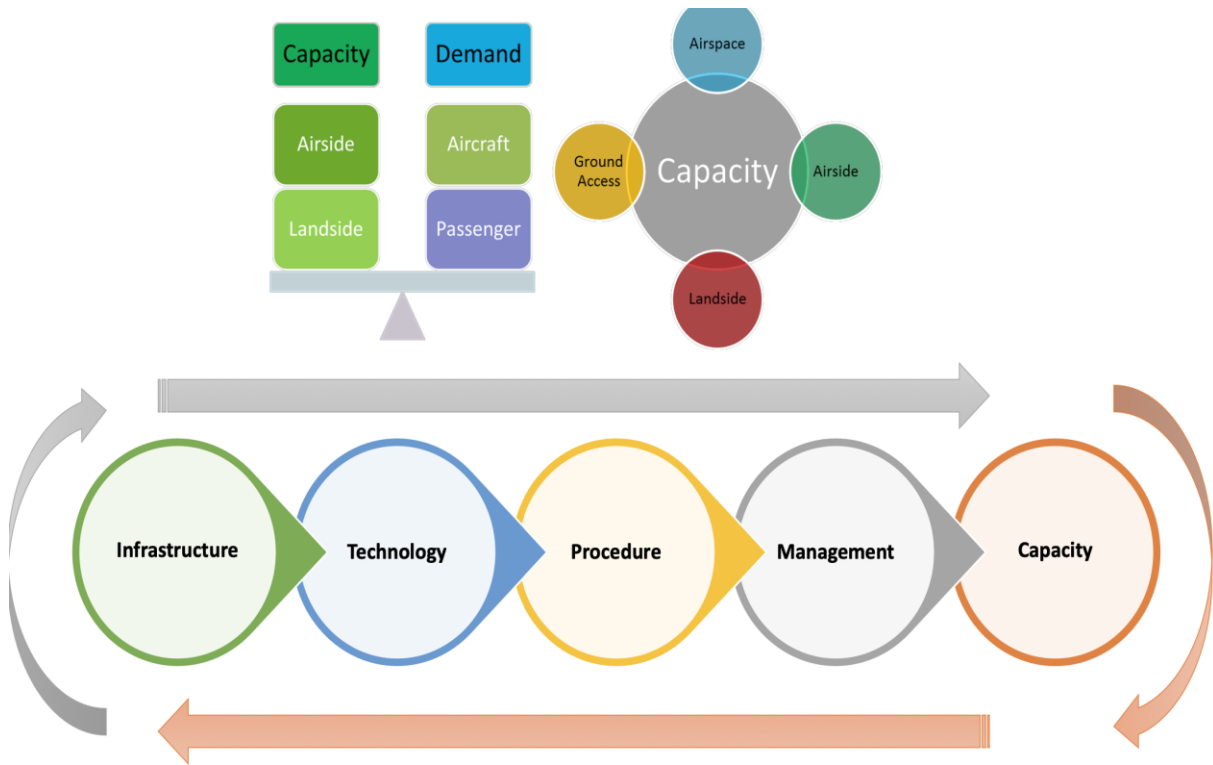 Capacity
Demand
Airside
Aircraft
Landside
Passenger
Airspace
Ground
Access
Capacity
Airside
Landside
Infrastructure
Technology
Procedure
Management
Capacity